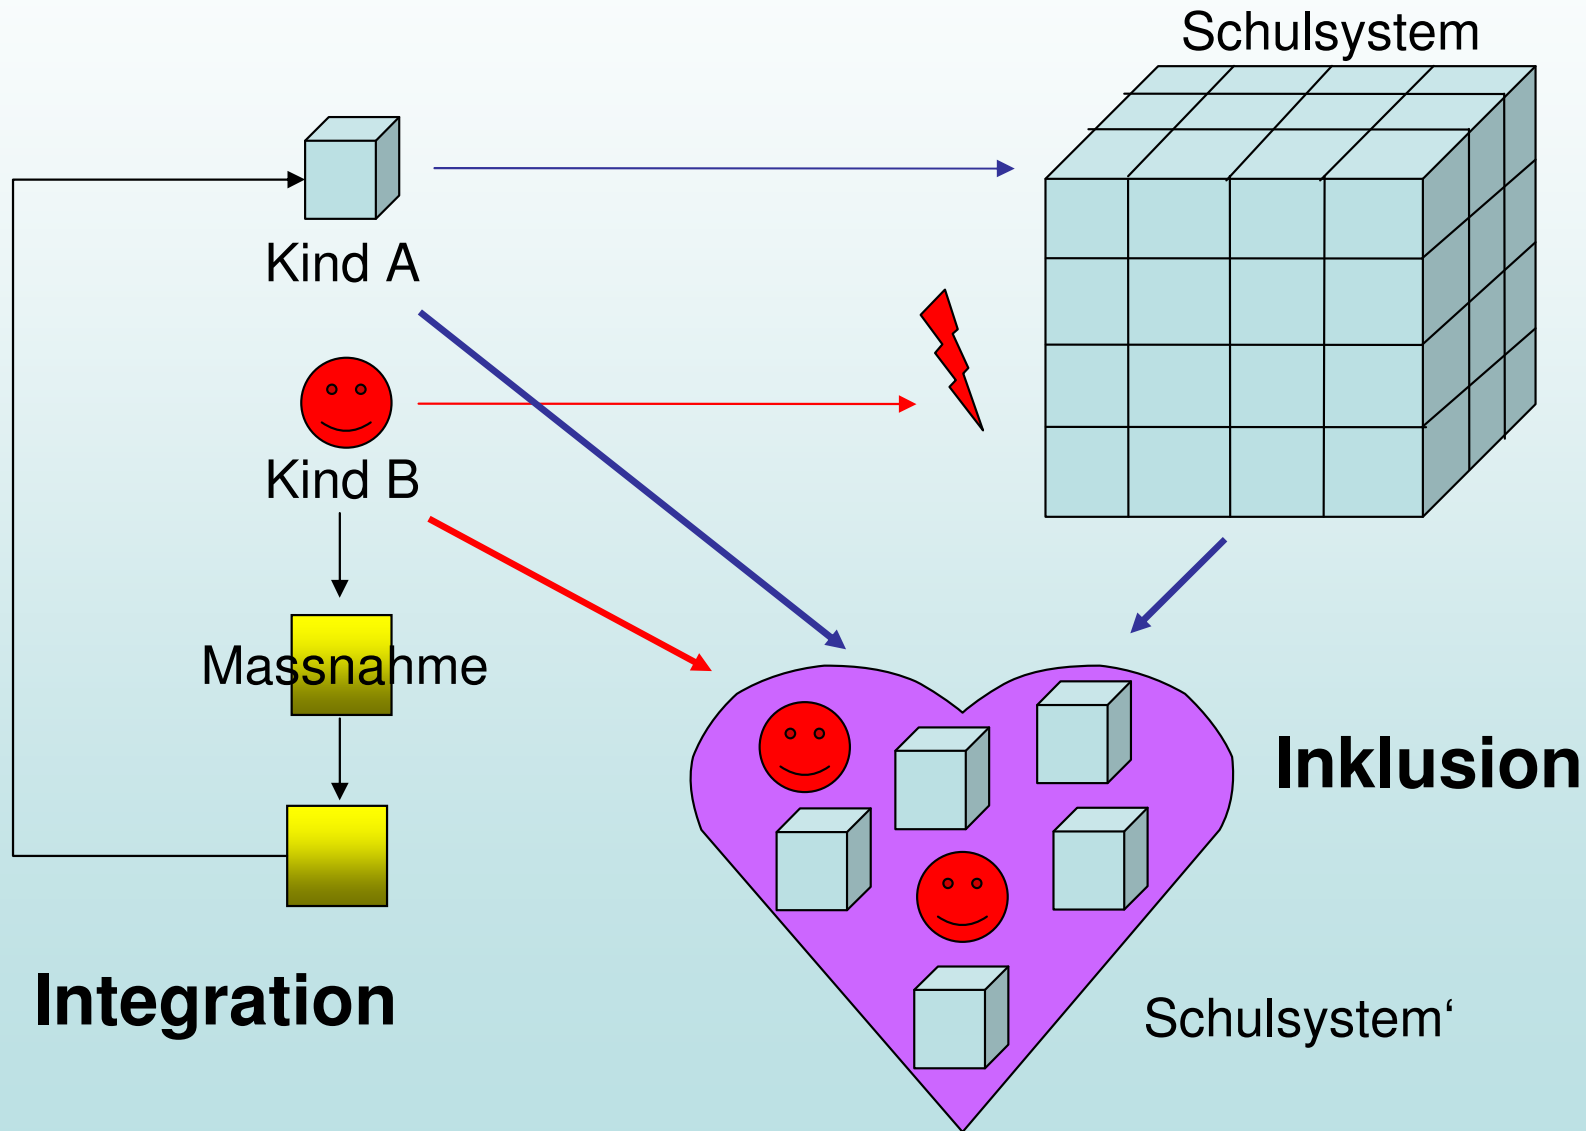 Schulsystem
Kind A
Kind B
Massnahme
Inklusion
Integration
Schulsystem‘